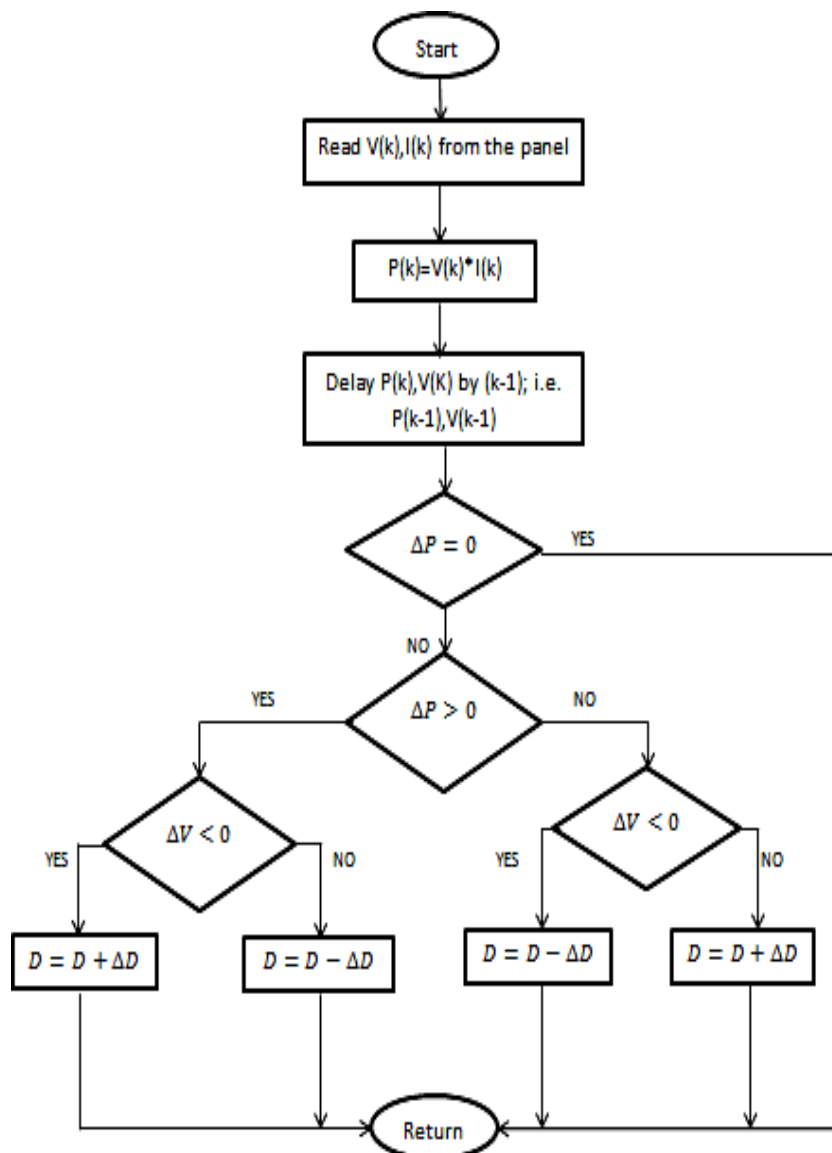 Start
Read V(k),I(k) from the panel
P(k)=V(k)*I(k)
Delay P(k),V(K) by (k-1); i.e.
P(k-1),V(k-1)
ΔP = 0
YES
NO
ΔP > 0
YES
NO
ΔV < 0
YES
NO
ΔV < 0
YES
NO
D = D + ΔD
D = D − ΔD
D = D − ΔD
D = D + ΔD
Return